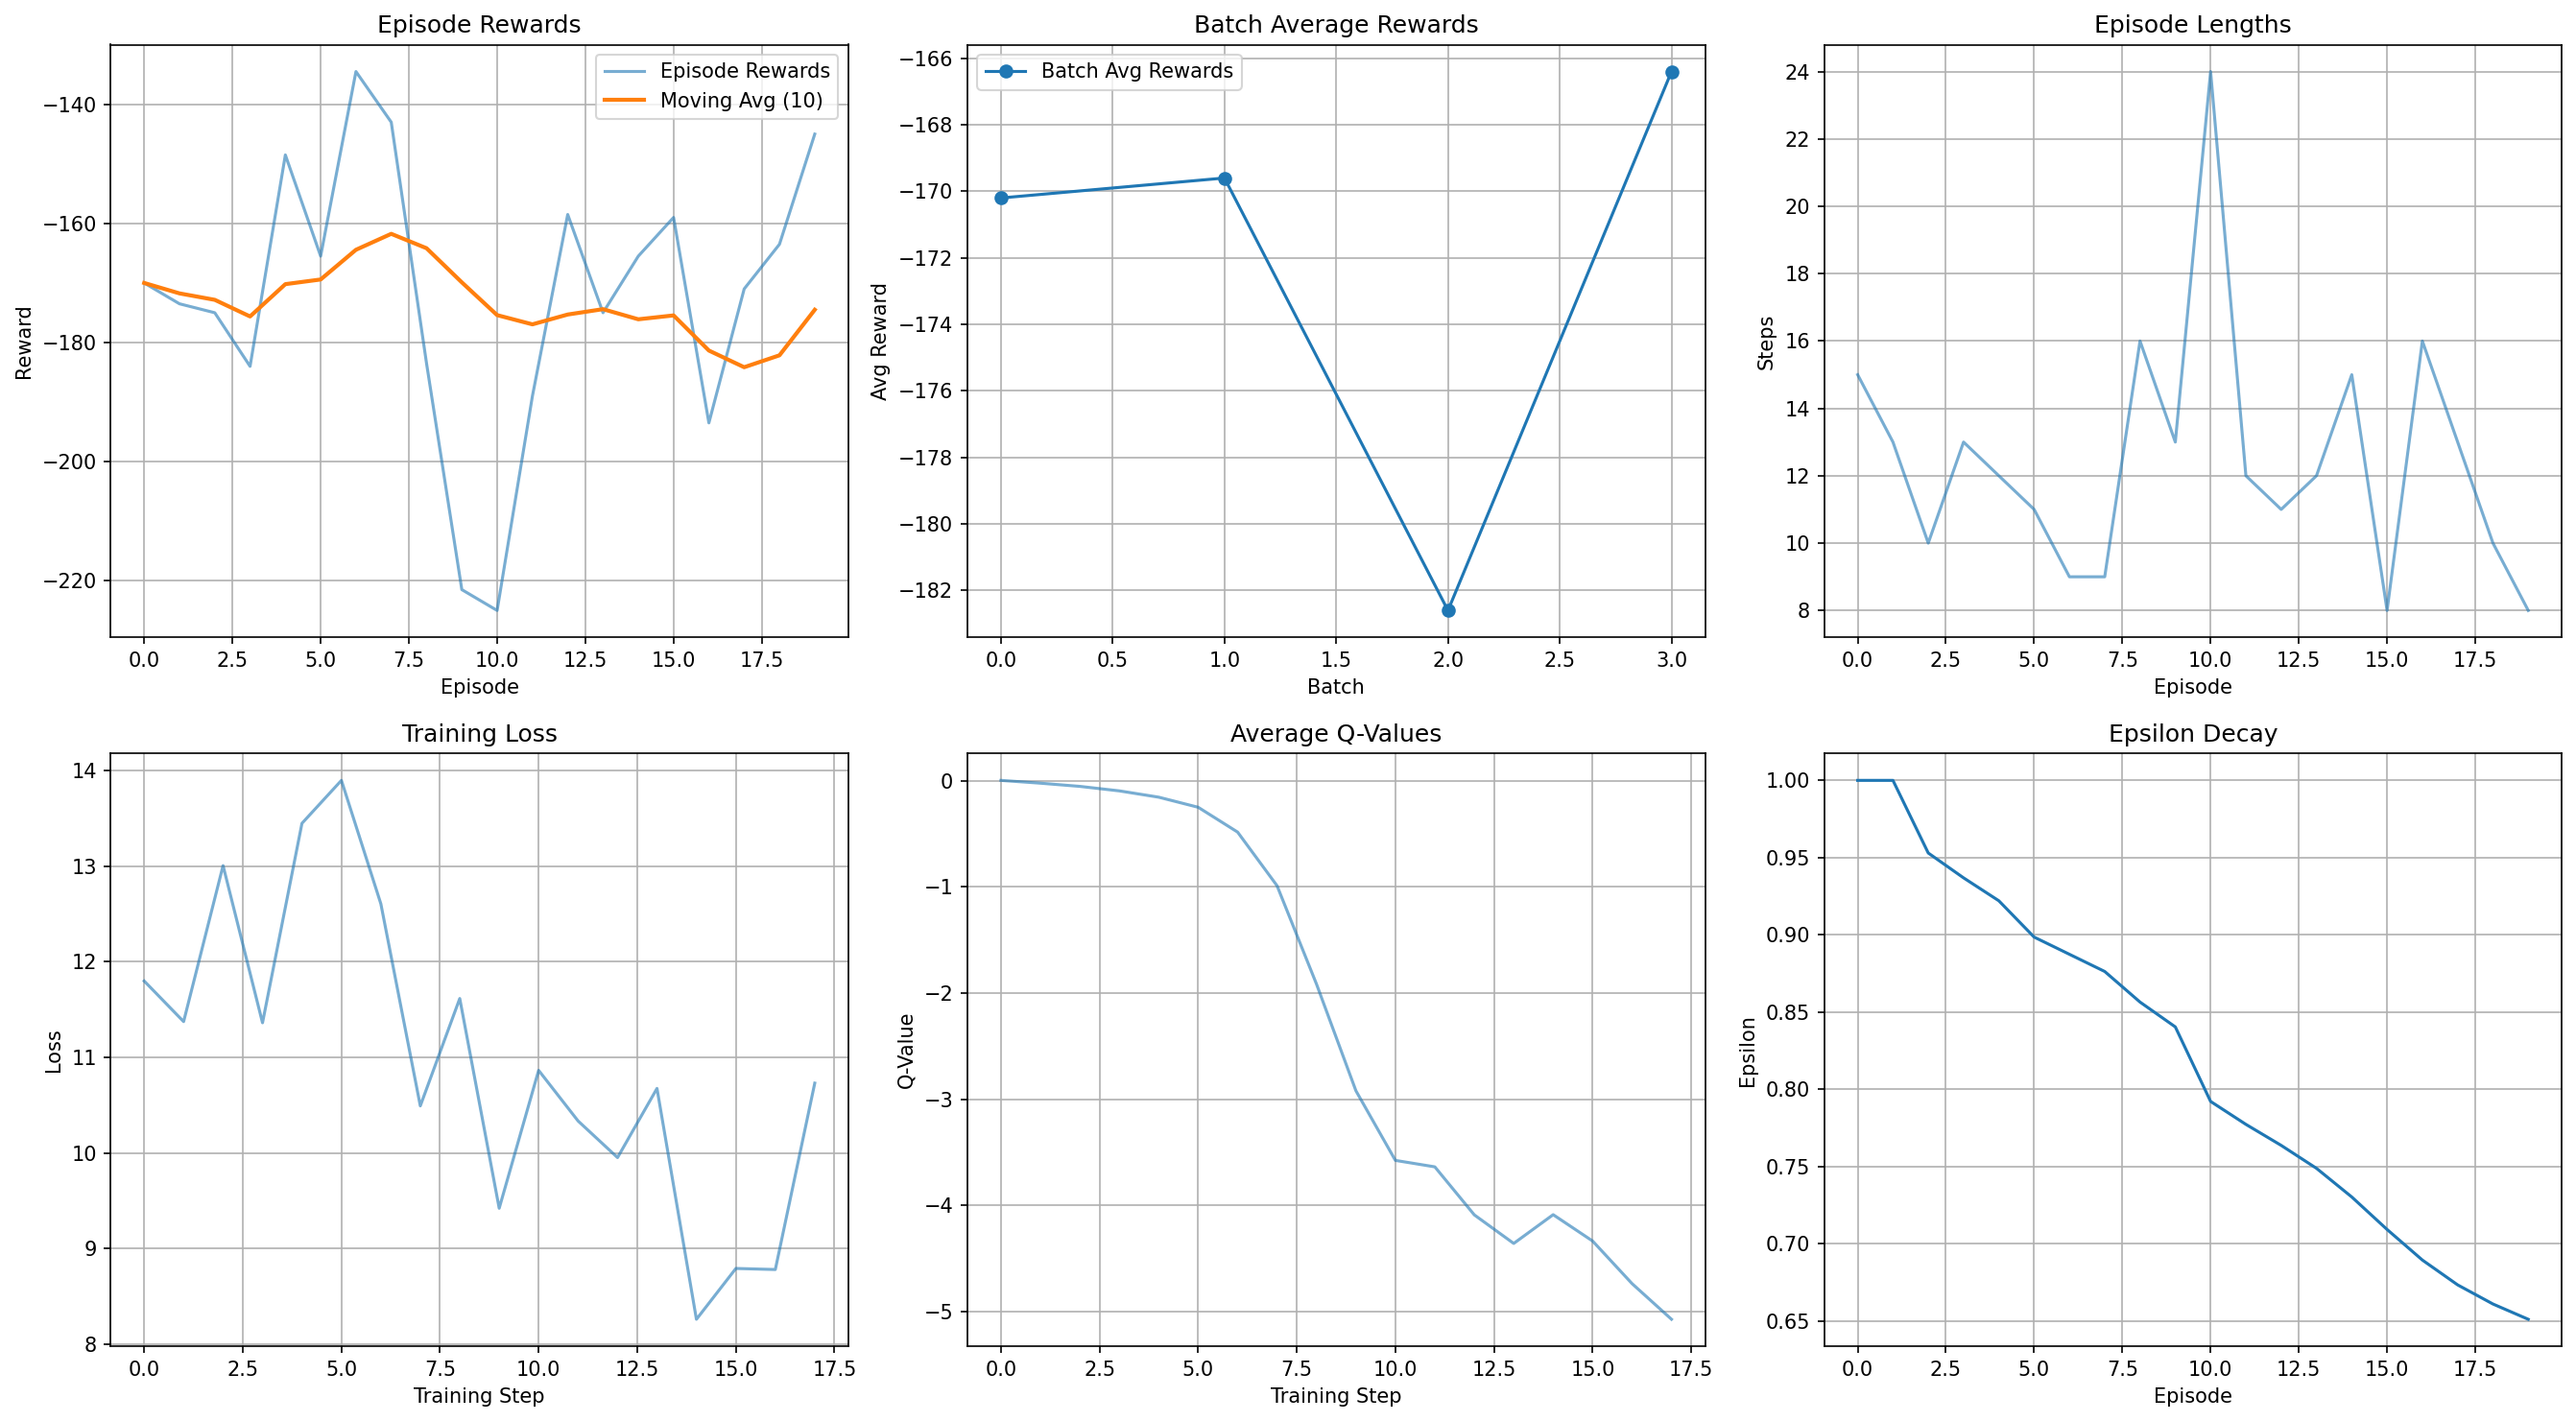 Episode Rewards
Episode Rewards
Moving Avg (10)
−140
−160
−180
−200
−220
Reward
0.0 2.5 5.0 7.5 10.0 12.5 15.0 17.5
Episode
Batch Average Rewards
Batch Avg Rewards
−166
−168
−170
−172
−174
−176
−178
−180
−182
Avg Reward
0.0 0.5 1.0 1.5 2.0 2.5 3.0
Batch
Episode Lengths
24
22
20
18
16
14
12
10
8
Steps
0.0 2.5 5.0 7.5 10.0 12.5 15.0 17.5
Episode
Training Loss
14
13
12
11
10
9
8
Loss
0.0 2.5 5.0 7.5 10.0 12.5 15.0 17.5
Training Step
Average Q-Values
0
−1
−2
−3
−4
−5
Q-Value
0.0 2.5 5.0 7.5 10.0 12.5 15.0 17.5
Training Step
Epsilon Decay
1.00
0.95
0.90
0.85
0.80
0.75
0.70
0.65
Epsilon
0.0 2.5 5.0 7.5 10.0 12.5 15.0 17.5
Episode